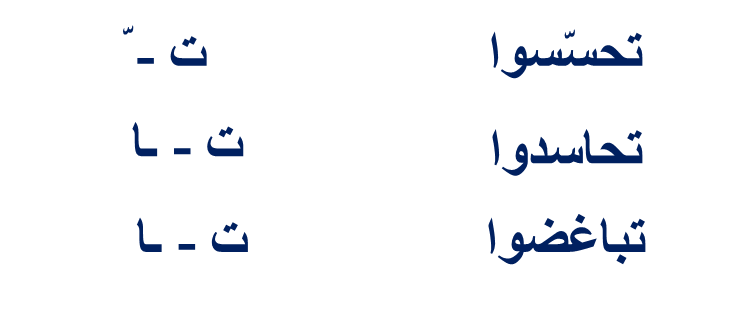 تحسّسوا ت - ّ
تحاسدوا ت - ـا
تباغضوا ت - ـا